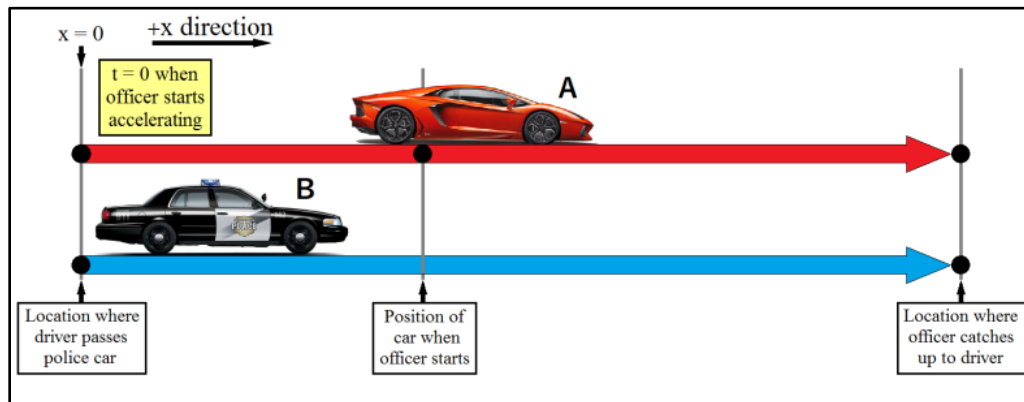 x = 0
+x direction
t = 0 when
officer starts
accelerating
A
B
POLICE
Location where
driver passes
police car
Position of
car when
officer starts
Location where
officer catches
up to driver